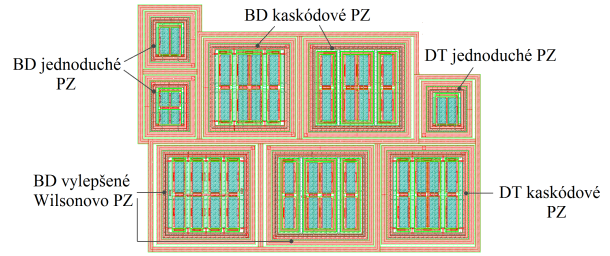 BD kaskódové PZ
BD jednoduché
PZ
DT jednoduché PZ
BD vylepšené
Wilsonovo PZ
DT kaskódové
PZ